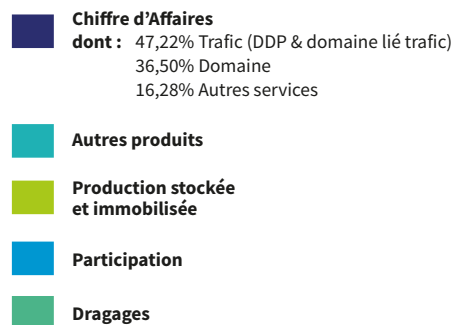 Chiffre d’Affaires
dont : 47,22% Trafic (DDP & domaine lié trafic)
36,50% Domaine
16,28% Autres services
Autres produits
Production stockée
et immobilisée
Participation
Dragages